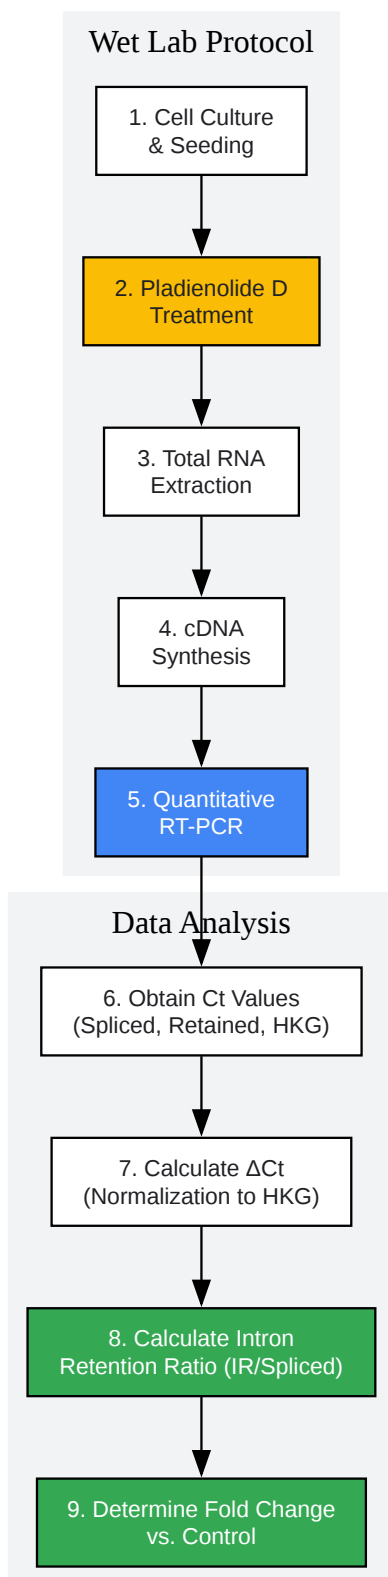 Wet Lab Protocol
1. Cell Culture
& Seeding
2. Pladienolide D
Treatment
3. Total RNA
Extraction
4. cDNA
Synthesis
5. Quantitative
RT-PCR
Data Analysis
6. Obtain Ct Values
(Spliced, Retained, HKG)
7. Calculate ΔCt
(Normalization to HKG)
8. Calculate Intron
Retention Ratio (IR/Spliced)
9. Determine Fold Change
vs. Control